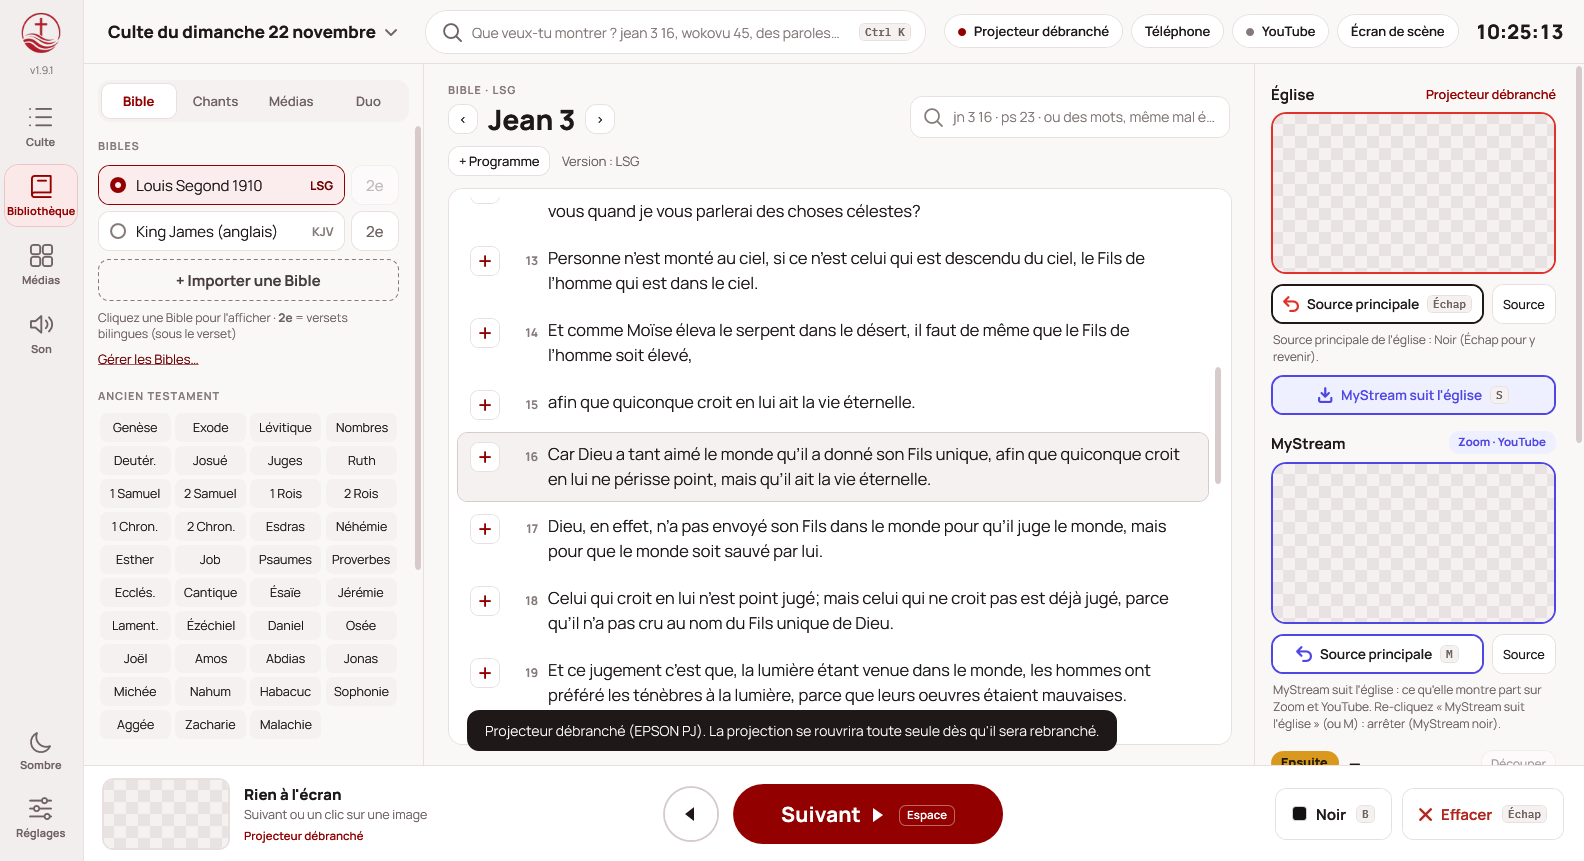 v1.9.1
Culte
Bibliothèque
Médias
Son
Sombre
Réglages
Culte du dimanche 22 novembre
Que veux-tu montrer ? jean 3 16, wokovu 45, des paroles… Ctrl K
Projecteur débranché
Téléphone
YouTube
Écran de scène
10:25:13
Bible Chants Médias Duo
BIBLES
Louis Segond 1910 LSG 2e
King James (anglais) KJV 2e
+ Importer une Bible
Cliquez une Bible pour l'afficher · 2e = versets
bilingues (sous le verset)
Gérer les Bibles…
ANCIEN TESTAMENT
Genèse Exode Lévitique Nombres
Deutér. Josué Juges Ruth
1 Samuel 2 Samuel 1 Rois 2 Rois
1 Chron. 2 Chron. Esdras Néhémie
Esther Job Psaumes Proverbes
Ecclés. Cantique Ésaïe Jérémie
Lament. Ézéchiel Daniel Osée
Joël Amos Abdias Jonas
Michée Nahum Habacuc Sophonie
Aggée Zacharie Malachie
BIBLE · LSG
‹ Jean 3 ›
jn 3 16 · ps 23 · ou des mots, même mal é…
+ Programme Version : LSG
vous quand je vous parlerai des choses célestes?
+ 13 Personne n'est monté au ciel, si ce n'est celui qui est descendu du ciel, le Fils de
l'homme qui est dans le ciel.
+ 14 Et comme Moïse éleva le serpent dans le désert, il faut de même que le Fils de
l'homme soit élevé,
+ 15 afin que quiconque croit en lui ait la vie éternelle.
+ 16 Car Dieu a tant aimé le monde qu'il a donné son Fils unique, afin que quiconque croit
en lui ne périsse point, mais qu'il ait la vie éternelle.
+ 17 Dieu, en effet, n'a pas envoyé son Fils dans le monde pour qu'il juge le monde, mais
pour que le monde soit sauvé par lui.
+ 18 Celui qui croit en lui n'est point jugé; mais celui qui ne croit pas est déjà jugé, parce
qu'il n'a pas cru au nom du Fils unique de Dieu.
+ 19 Et ce jugement c'est que, la lumière étant venue dans le monde, les hommes ont
préféré les ténèbres à la lumière, parce que leurs oeuvres étaient mauvaises.
Projecteur débranché (EPSON PJ). La projection se rouvrira toute seule dès qu'il sera rebranché.
Église Projecteur débranché
Source principale Échap Source
Source principale de l'église : Noir (Échap pour y
revenir).
MyStream suit l'église S
MyStream Zoom · YouTube
Source principale M Source
MyStream suit l'église : ce qu'elle montre part sur
Zoom et YouTube. Re-cliquez « MyStream suit
l'église » (ou M) : arrêter (MyStream noir).
Ensuite – Découper
Rien à l'écran
Suivant ou un clic sur une image
Projecteur débranché
Suivant Espace
Noir B
Effacer Échap